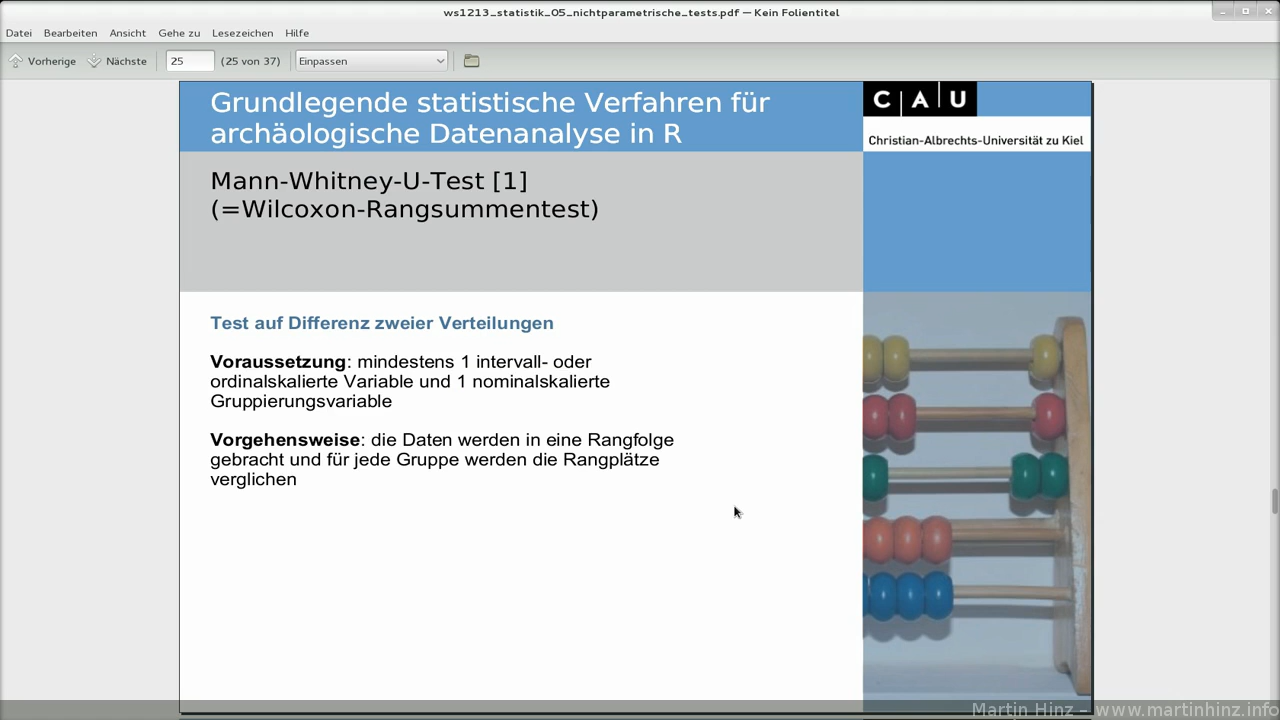 ws1213_statistik_05_nichtparametrische_tests.pdf — Kein Folientitel
Datei Bearbeiten Ansicht Gehe zu Lesezeichen Hilfe
Vorherige Nächste 25 (25 von 37) Einpassen
Grundlegende statistische Verfahren für
archäologische Datenanalyse in R
C A U
Christian-Albrechts-Universität zu Kiel
Mann-Whitney-U-Test [1]
(=Wilcoxon-Rangsummentest)
Test auf Differenz zweier Verteilungen
Voraussetzung: mindestens 1 intervall- oder
ordinalskalierte Variable und 1 nominalskalierte
Gruppierungsvariable
Vorgehensweise: die Daten werden in eine Rangfolge
gebracht und für jede Gruppe werden die Rangplätze
verglichen
Martin Hinz - www.martinhinz.info